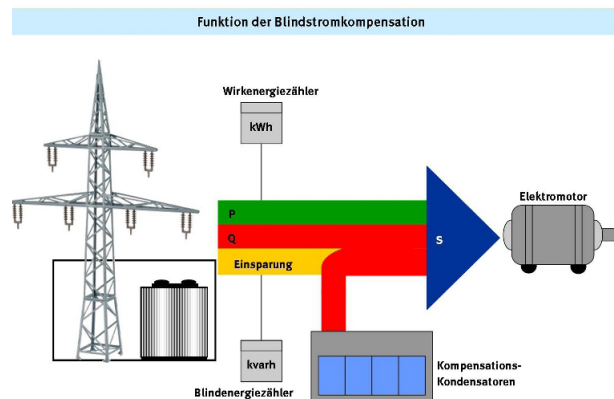 Funktion der Blindstromkompensation
Wirkenergiezähler
kWh
Elektromotor
P
Q
S
Einsparung
kvarh
Blindenergiezähler
Kompensations-
Kondensatoren